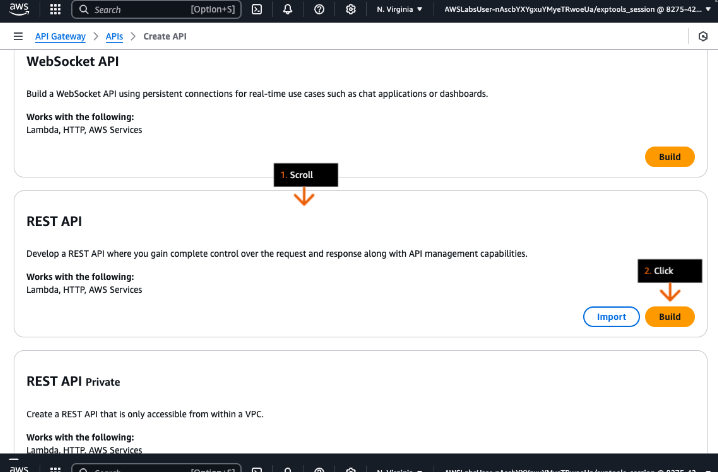 aws
Search [Option+S] N. Virginia ▼ AWSLabsUser-nAscbYXYgxuYMyeTRwoeUa/exptools_session @ 8275-42... ▼
API Gateway > APIs > Create API
WebSocket API
Build a WebSocket API using persistent connections for real-time use cases such as chat applications or dashboards.
Works with the following:
Lambda, HTTP, AWS Services
Build
1. Scroll
REST API
Develop a REST API where you gain complete control over the request and response along with API management capabilities.
2. Click
Works with the following:
Lambda, HTTP, AWS Services
Import Build
REST API Private
Create a REST API that is only accessible from within a VPC.
Works with the following:
Lambda, HTTP, AWS Services
aws Search [Option+S] N. Virginia